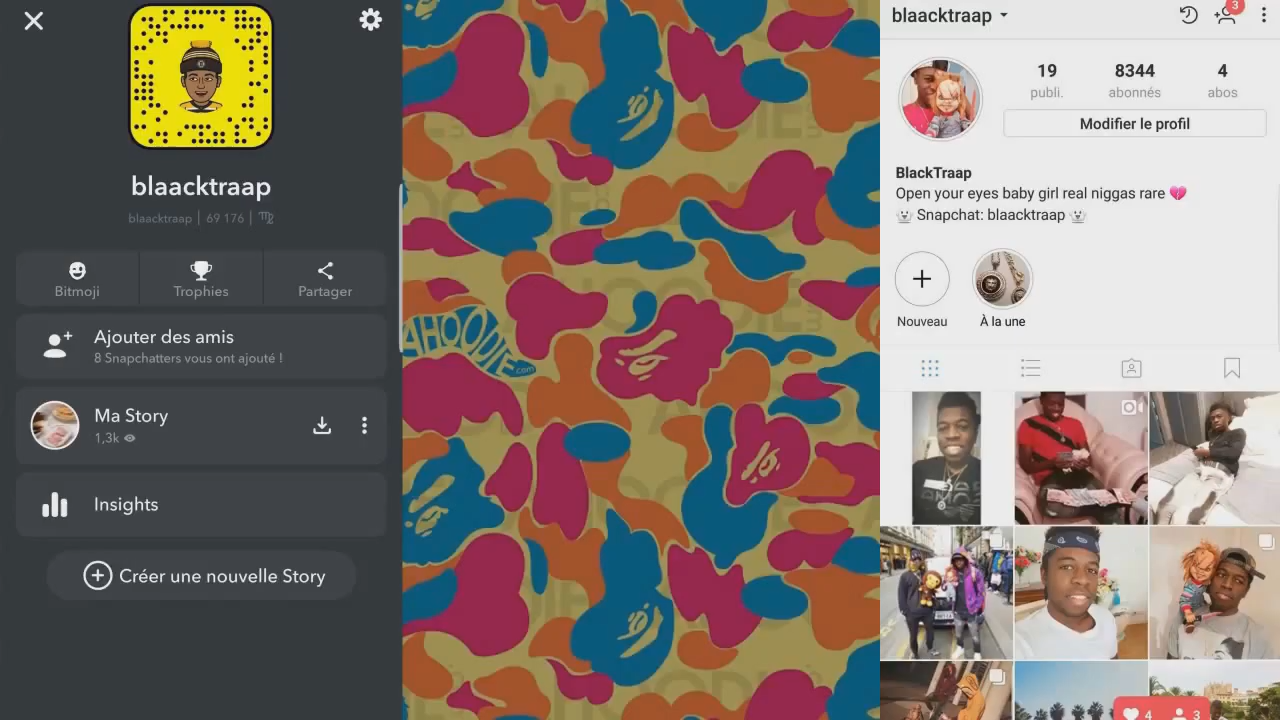 blaacktraap
blaacktraap | 69 176 | ♍
Bitmoji
Trophies
Partager
Ajouter des amis
8 Snapchatters vous ont ajouté !
Ma Story
1,3k
Insights
Créer une nouvelle Story
AHOODIE.com
blaacktraap
3
19
8344
4
publi.
abonnés
abos
Modifier le profil
BlackTraap
Open your eyes baby girl real niggas rare 💔
Snapchat: blaacktraap
Nouveau
À la une
4
3